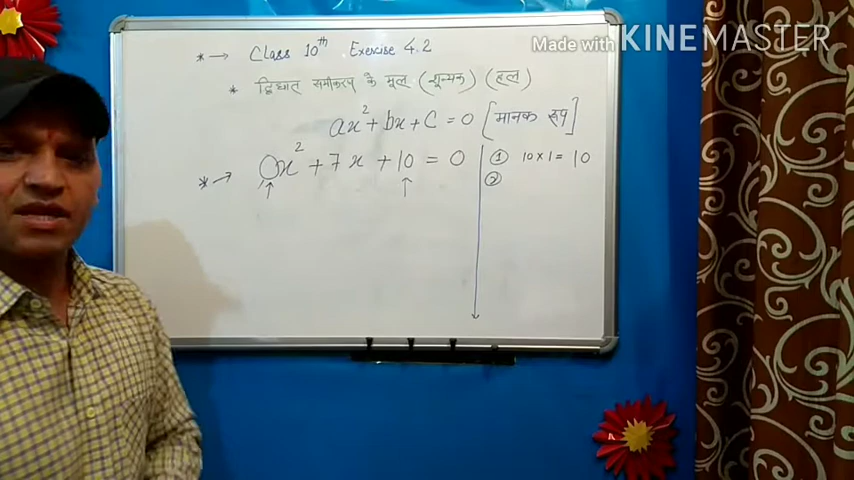 Made with KINEMASTER
*→ Class 10th Exercise 4.2
* द्विघात समीकरण के मूल (शून्यक) (हल)
ax² + bx + C = 0 [मानक रूप]
*→ x² + 7x + 10 = 0
① 10 × 1 = 10
②